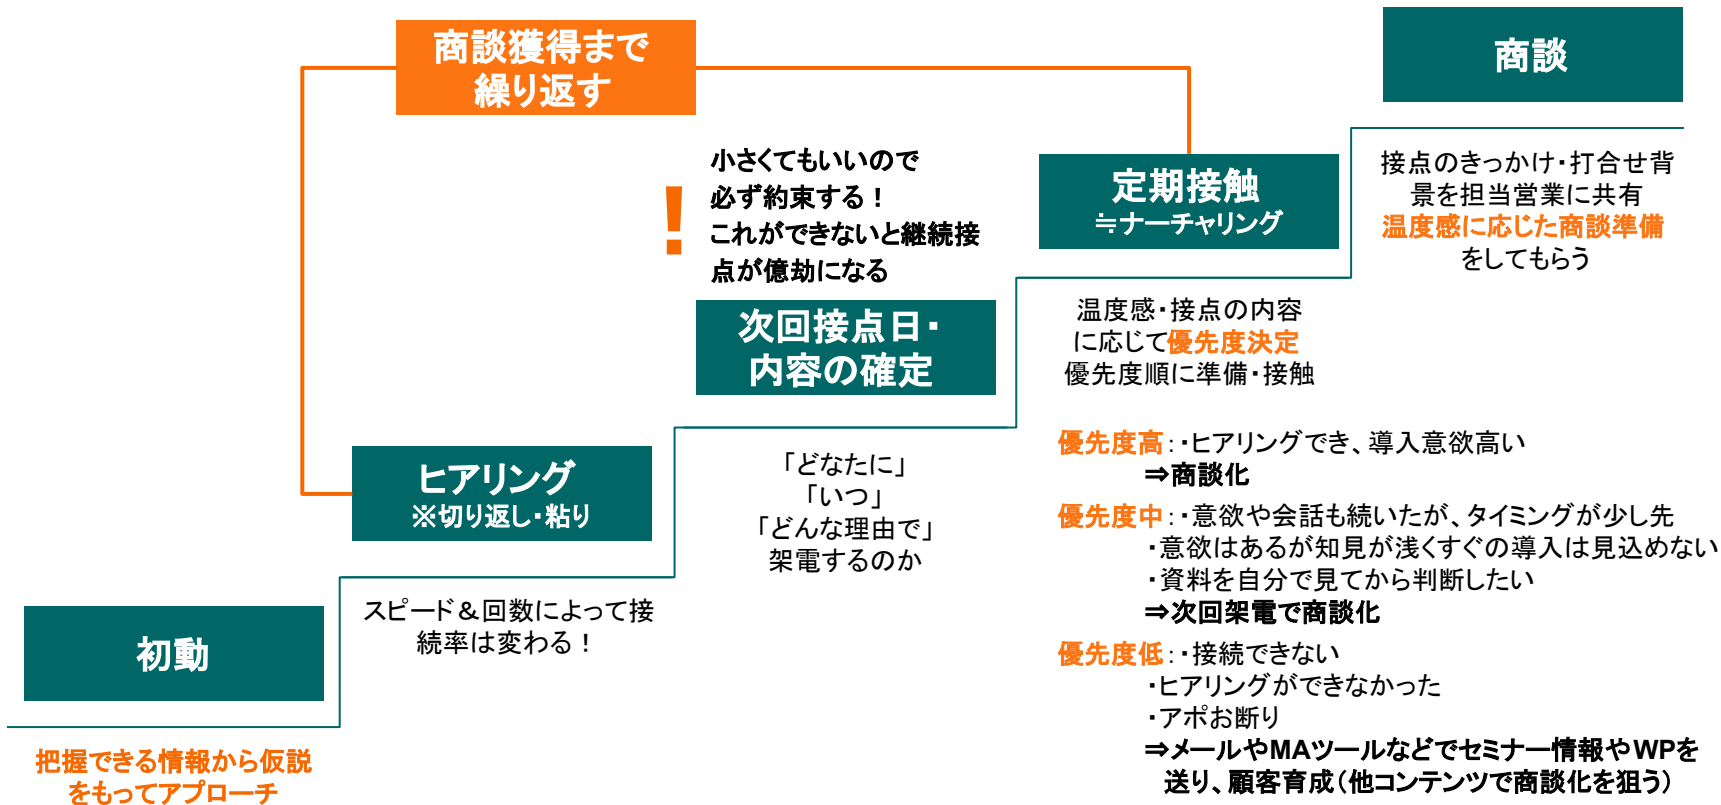 商談獲得まで
繰り返す
商談
接点のきっかけ・打合せ背
景を担当営業に共有
温度感に応じた商談準備
をしてもらう
!
小さくてもいいので
必ず約束する！
これができないと継続接
点が億劫になる
定期接触
≒ナーチャリング
温度感・接点の内容
に応じて優先度決定
優先度順に準備・接触
次回接点日・
内容の確定
「どなたに」
「いつ」
「どんな理由で」
架電するのか
ヒアリング
※切り返し・粘り
スピード＆回数によって接
続率は変わる！
初動
把握できる情報から仮説
をもってアプローチ
優先度高：・ヒアリングでき、導入意欲高い
⇒商談化
優先度中：・意欲や会話も続いたが、タイミングが少し先
・意欲はあるが知見が浅くすぐの導入は見込めない
・資料を自分で見てから判断したい
⇒次回架電で商談化
優先度低：・接続できない
・ヒアリングができなかった
・アポお断り
⇒メールやMAツールなどでセミナー情報やWPを
送り、顧客育成（他コンテンツで商談化を狙う）